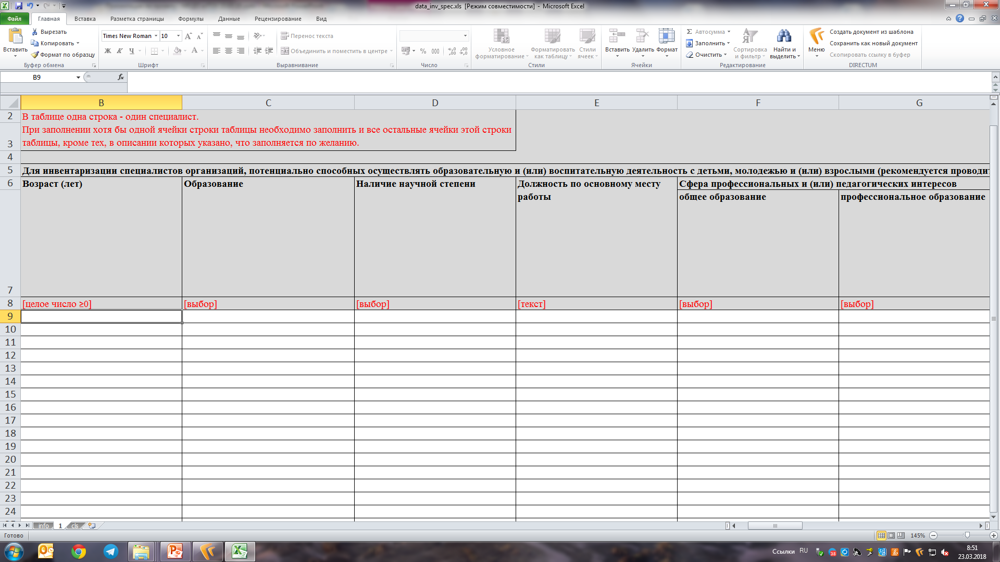 data_inv_spec.xls [Режим совместимости] - Microsoft Excel
Файл Главная Вставка Разметка страницы Формулы Данные Рецензирование Вид
Вставить
Вырезать
Копировать
Формат по образцу
Буфер обмена
Times New Roman 10
Ж К Ч
Шрифт
Перенос текста
Объединить и поместить в центре
Выравнивание
% 000
Число
Условное форматирование
Форматировать как таблицу
Стили ячеек
Стили
Вставить Удалить Формат
Ячейки
Σ Автосумма
Заполнить
Очистить
Сортировка и фильтр
Найти и выделить
Редактирование
Меню
Создать документ из шаблона
Сохранить как новый документ
Скопировать ссылку в буфер
DIRECTUM
B9 fx
B C D E F G
2 В таблице одна строка - один специалист.
При заполнении хотя бы одной ячейки строки таблицы необходимо заполнить и все остальные ячейки этой строки
3 таблицы, кроме тех, в описании которых указано, что заполняется по желанию.
4
5 Для инвентаризации специалистов организаций, потенциально способных осуществлять образовательную и (или) воспитательную деятельность с детьми, молодежью и (или) взрослыми (рекомендуется проводит
6 Возраст (лет) Образование Наличие научной степени Должность по основному месту Сфера профессиональных и (или) педагогических интересов
работы общее образование профессиональное образование
7
8 [целое число ≥0] [выбор] [выбор] [текст] [выбор] [выбор]
9
10
11
12
13
14
15
16
17
18
19
20
21
22
23
24
info 1 cls
Готово 145%
Ссылки RU 38 8:51
23.03.2018